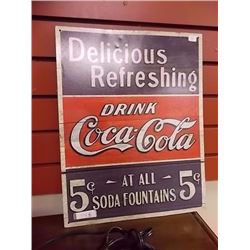 Delicious
Refreshing
DRINK
Coca-Cola
5¢ AT ALL 5¢
SODA FOUNTAINS